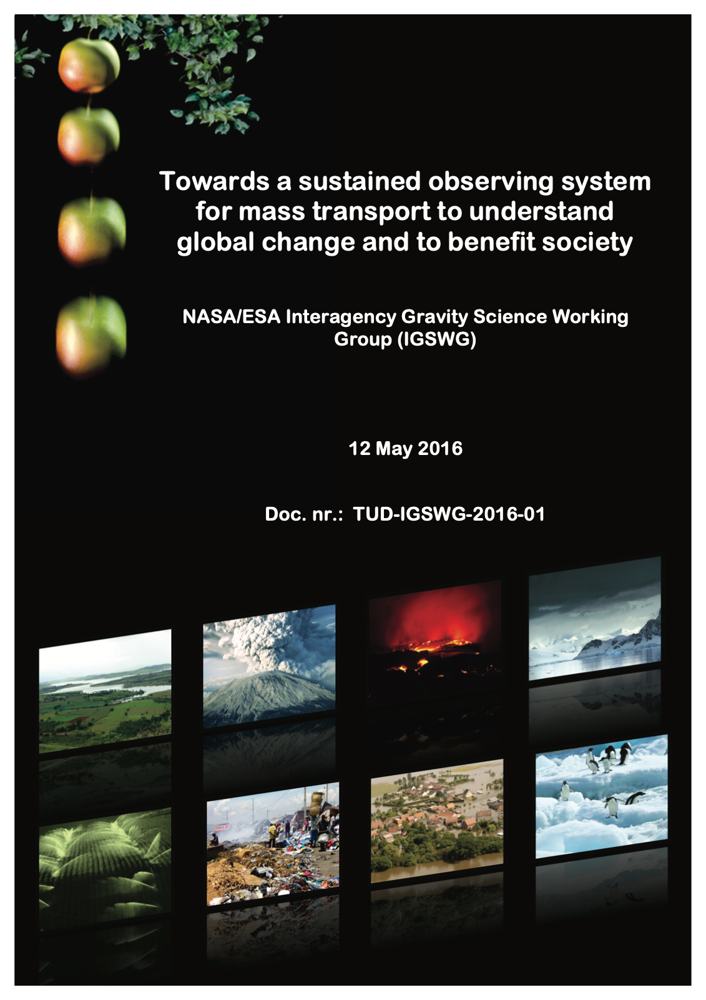 Towards a sustained observing system
for mass transport to understand
global change and to benefit society
NASA/ESA Interagency Gravity Science Working
Group (IGSWG)
12 May 2016
Doc. nr.:  TUD-IGSWG-2016-01